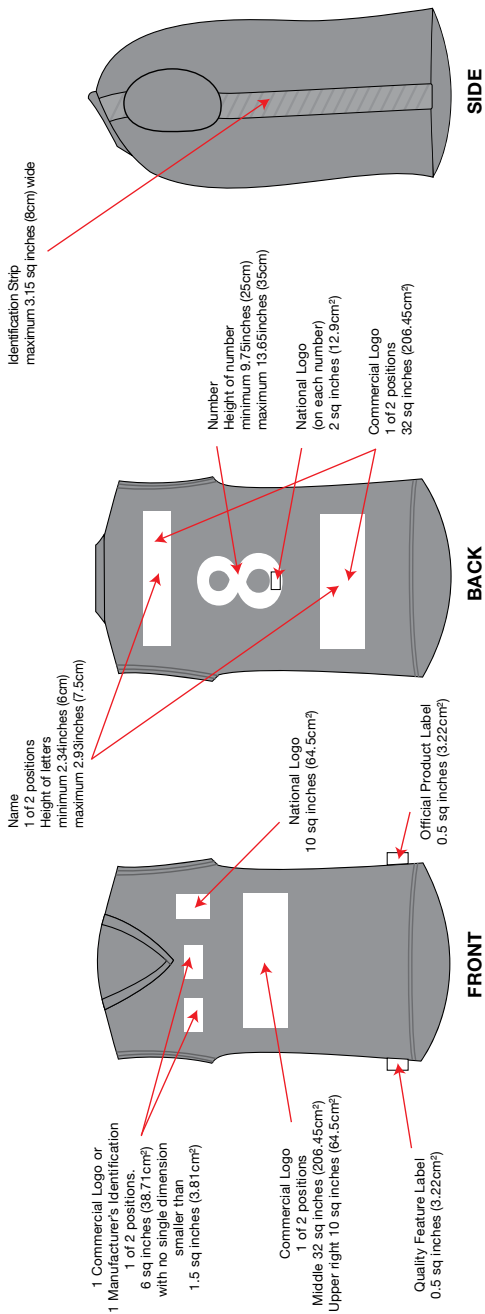 1 Commercial Logo or
1 Manufacturer's Identification
1 of 2 positions.
6 sq inches (38.71cm²)
with no single dimension
smaller than
1.5 sq inches (3.81cm²)
Commercial Logo
1 of 2 positions
Middle 32 sq inches (206.45cm²)
Upper right 10 sq inches (64.5cm²)
Quality Feature Label
0.5 sq inches (3.22cm²)
National Logo
10 sq inches (64.5cm²)
Official Product Label
0.5 sq inches (3.22cm²)
FRONT
Name
1 of 2 positions
Height of letters
minimum 2.34inches (6cm)
maximum 2.93inches (7.5cm)
8
Number
Height of number
minimum 9.75inches (25cm)
maximum 13.65inches (35cm)
National Logo
(on each number)
2 sq inches (12.9cm²)
Commercial Logo
1 of 2 positions
32 sq inches (206.45cm²)
BACK
Identification Strip
maximum 3.15 sq inches (8cm) wide
SIDE